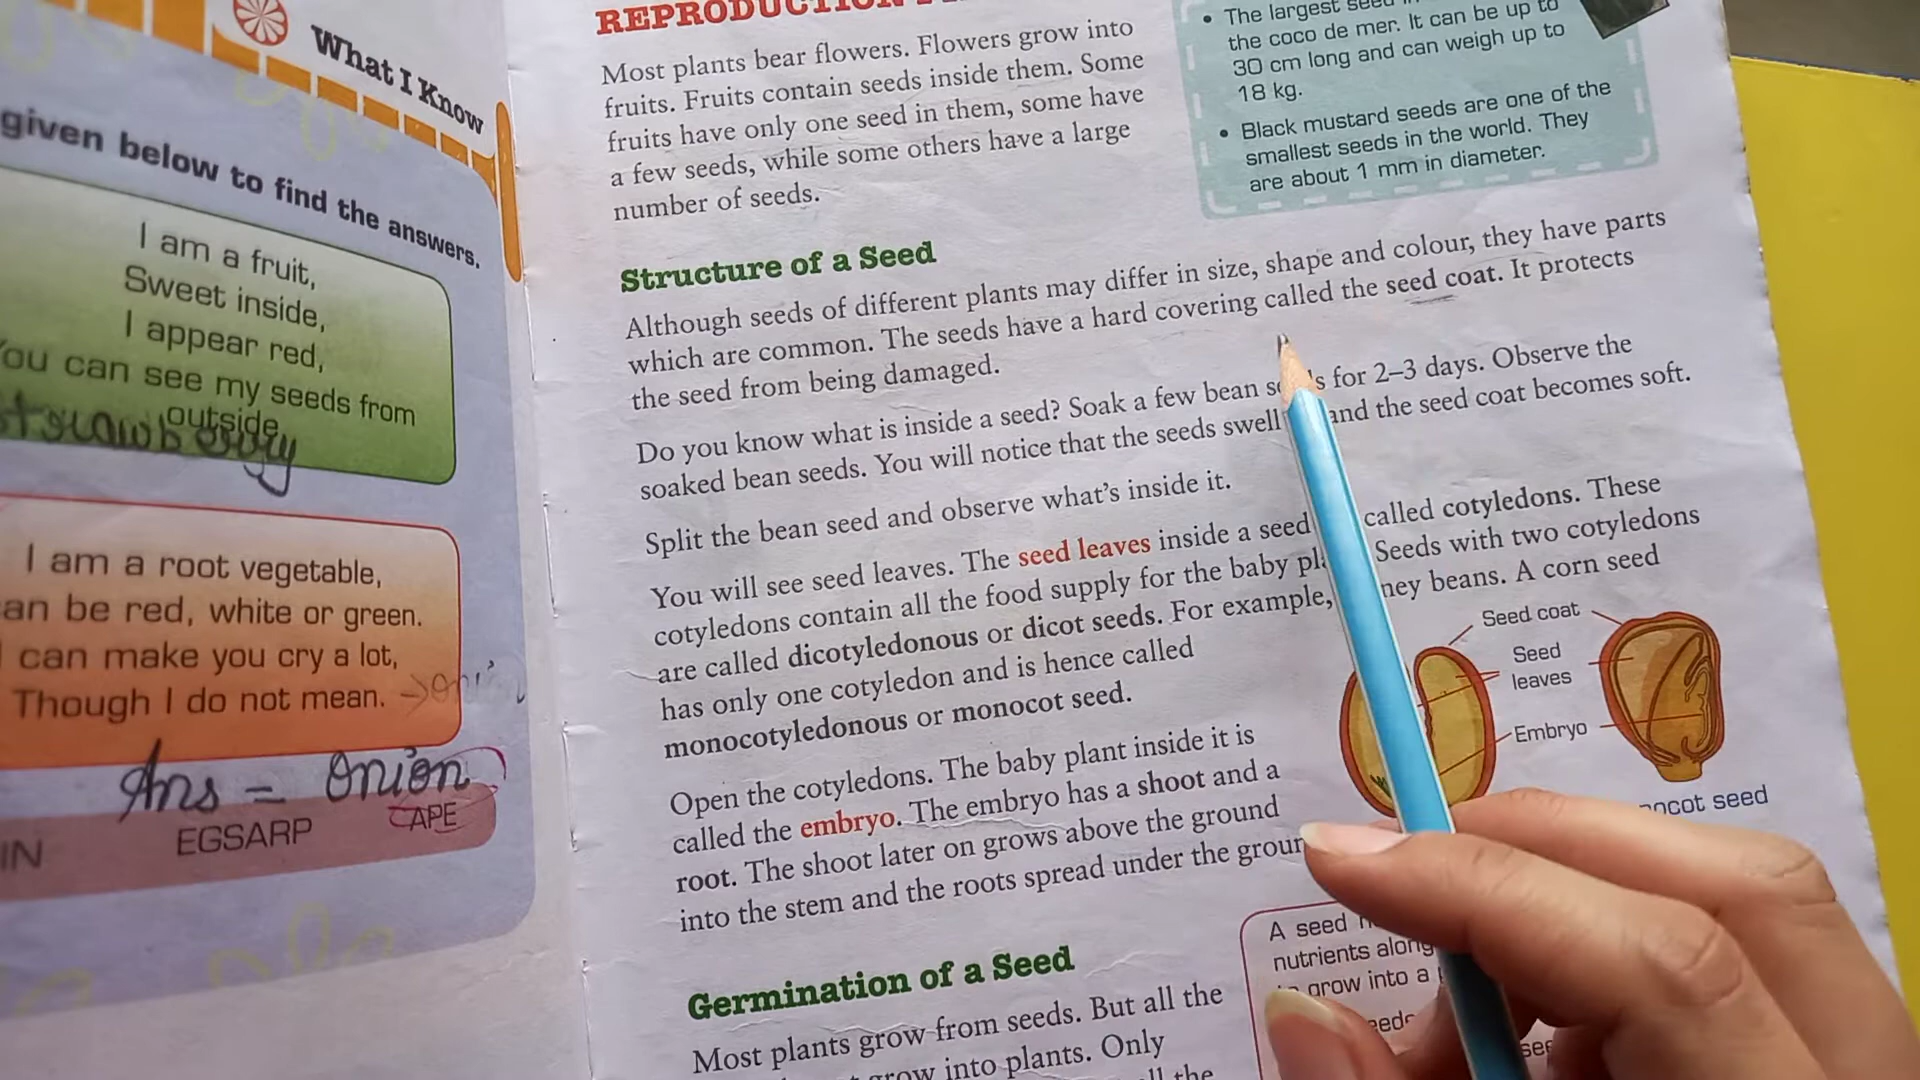 What I Know
given below to find the answers.
I am a fruit,
Sweet inside,
I appear red,
You can see my seeds from
outside
strawberry
I am a root vegetable,
can be red, white or green.
I can make you cry a lot,
Though I do not mean.
Ans = Onion
EGSARP
APE
Most plants bear flowers. Flowers grow into
fruits. Fruits contain seeds inside them. Some
fruits have only one seed in them, some have
a few seeds, while some others have a large
number of seeds.
The largest seed
the coco de mer. It can be up to
30 cm long and can weigh up to
18 kg.
Black mustard seeds are one of the
smallest seeds in the world. They
are about 1 mm in diameter.
Structure of a Seed
Although seeds of different plants may differ in size, shape and colour, they have parts
which are common. The seeds have a hard covering called the seed coat. It protects
the seed from being damaged.
Do you know what is inside a seed? Soak a few bean for 2–3 days. Observe the
soaked bean seeds. You will notice that the seeds swell and the seed coat becomes soft.
Split the bean seed and observe what's inside it.
You will see seed leaves. The seed leaves inside a seed called cotyledons. These
cotyledons contain all the food supply for the baby Seeds with two cotyledons
are called dicotyledonous or dicot seeds. For example, beans. A corn seed
has only one cotyledon and is hence called
monocotyledonous or monocot seed.
Seed coat
Seed
leaves
Embryo
seed
Open the cotyledons. The baby plant inside it is
called the embryo. The embryo has a shoot and a
root. The shoot later on grows above the ground
into the stem and the roots spread under the
Germination of a Seed
Most plants grow from seeds. But all the
grow into plants. Only
the
A seed
nutrients along
grow into a